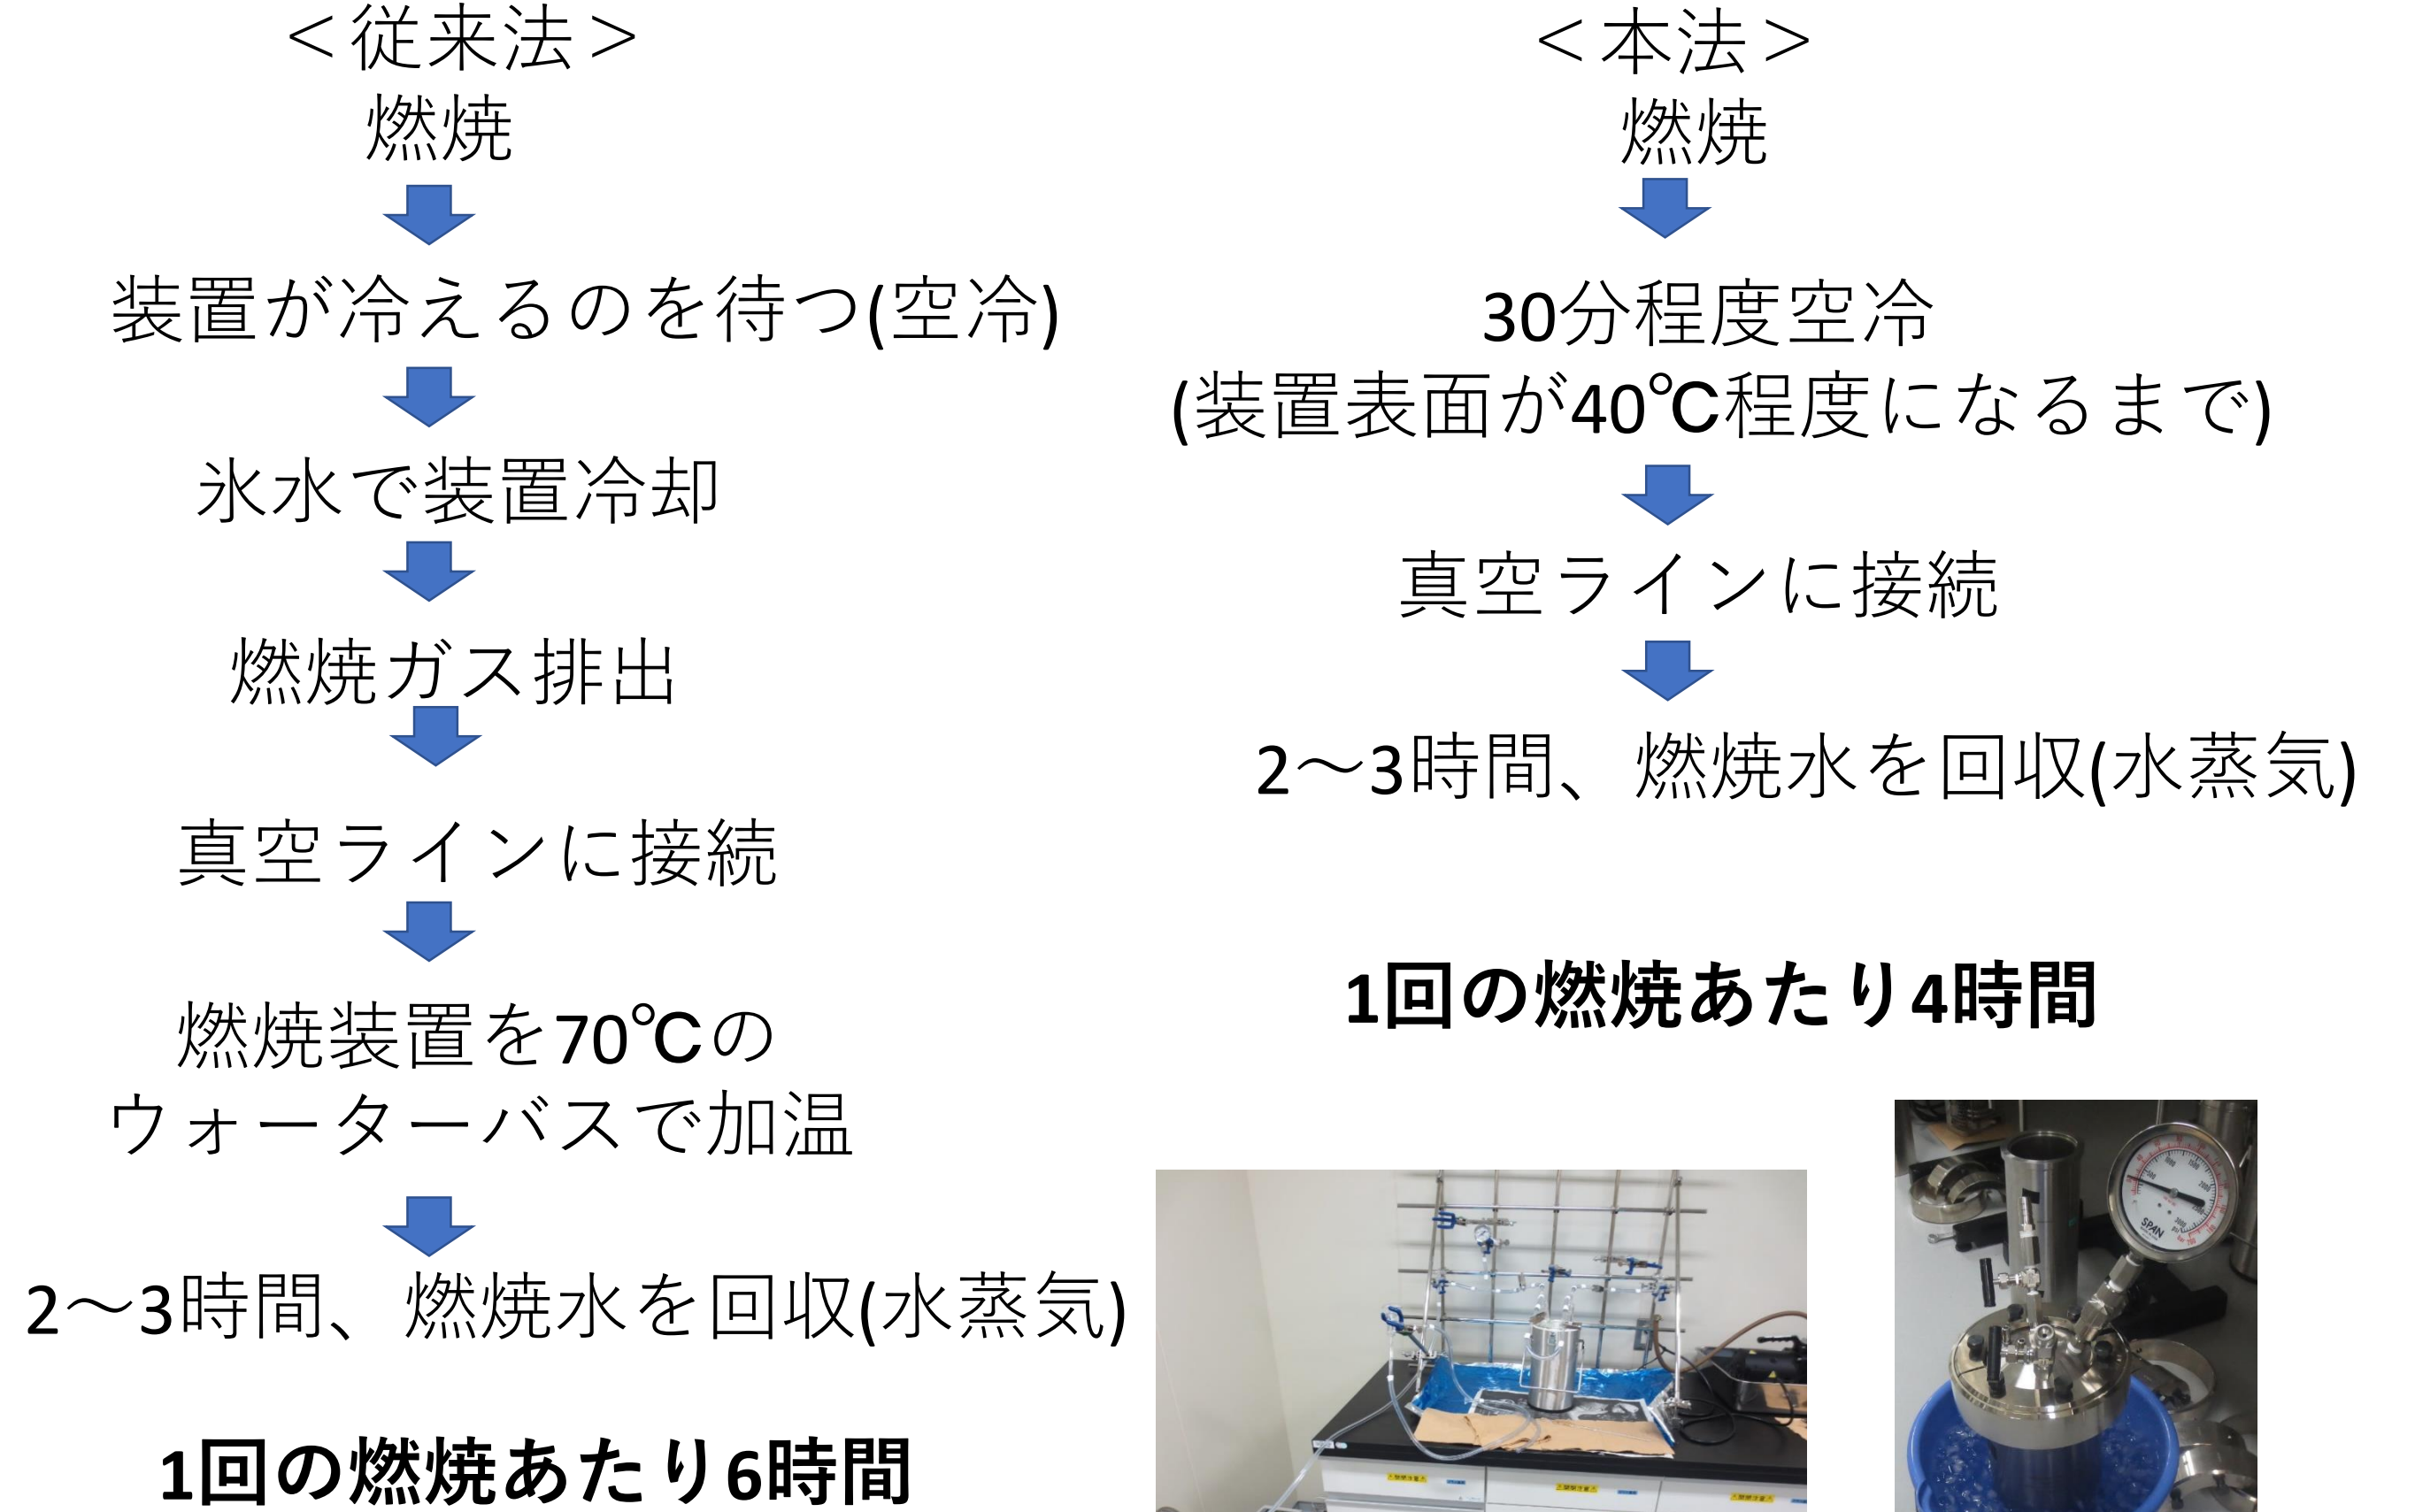 ＜従来法＞
燃焼
装置が冷えるのを待つ(空冷)
氷水で装置冷却
燃焼ガス排出
真空ラインに接続
燃焼装置を70℃の
ウォーターバスで加温
2～3時間、燃焼水を回収(水蒸気)
1回の燃焼あたり6時間
＜本法＞
燃焼
30分程度空冷
(装置表面が40℃程度になるまで)
真空ラインに接続
2～3時間、燃焼水を回収(水蒸気)
1回の燃焼あたり4時間
SPAN